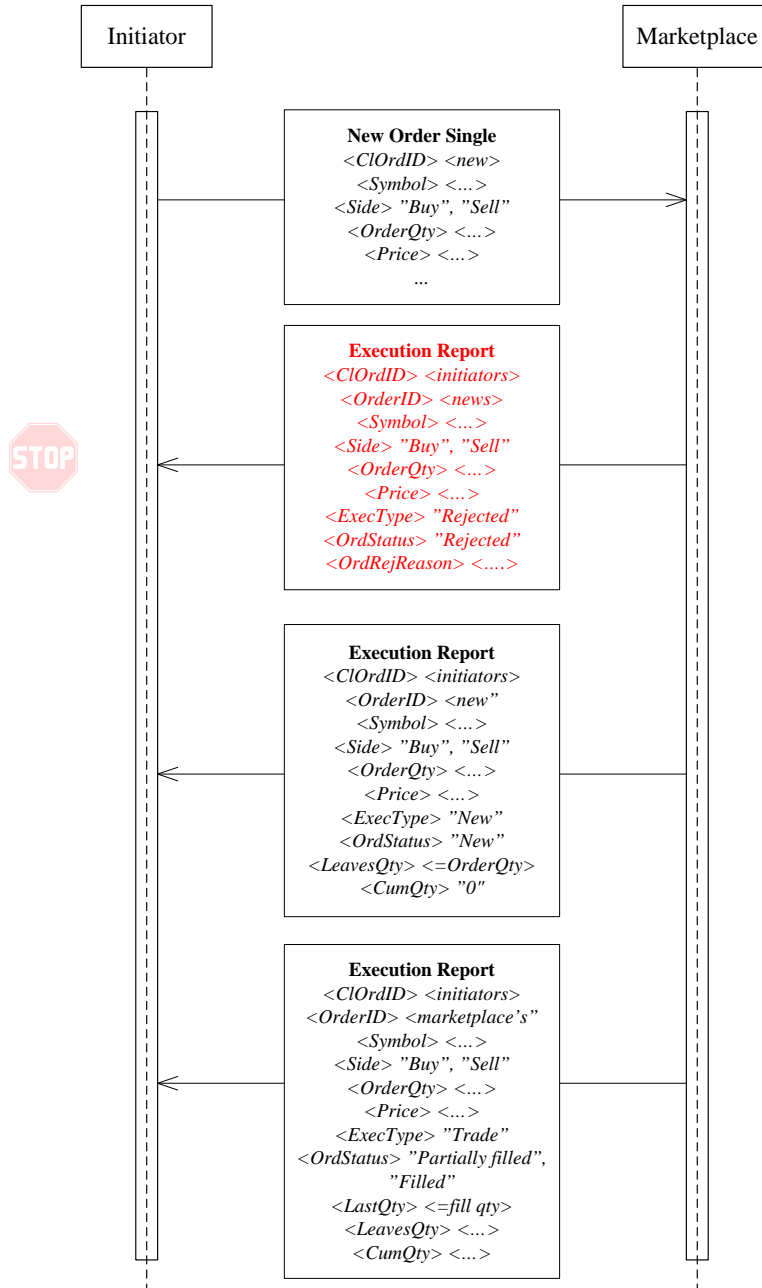 Initiator
Marketplace
New Order Single
<ClOrdID> <new>
<Symbol> <...>
<Side> ”Buy”, ”Sell”
<OrderQty> <...>
<Price> <...>
...
Execution Report
<ClOrdID> <initiators>
<OrderID> <news>
<Symbol> <...>
<Side> ”Buy”, ”Sell”
<OrderQty> <...>
<Price> <...>
<ExecType> ”Rejected”
<OrdStatus> ”Rejected”
<OrdRejReason> <....>
STOP
Execution Report
<ClOrdID> <initiators>
<OrderID> <new”
<Symbol> <...>
<Side> ”Buy”, ”Sell”
<OrderQty> <...>
<Price> <...>
<ExecType> ”New”
<OrdStatus> ”New”
<LeavesQty> <=OrderQty>
<CumQty> ”0"
Execution Report
<ClOrdID> <initiators>
<OrderID> <marketplace’s”
<Symbol> <...>
<Side> ”Buy”, ”Sell”
<OrderQty> <...>
<Price> <...>
<ExecType> ”Trade”
<OrdStatus> ”Partially filled”,
”Filled”
<LastQty> <=fill qty>
<LeavesQty> <...>
<CumQty> <...>